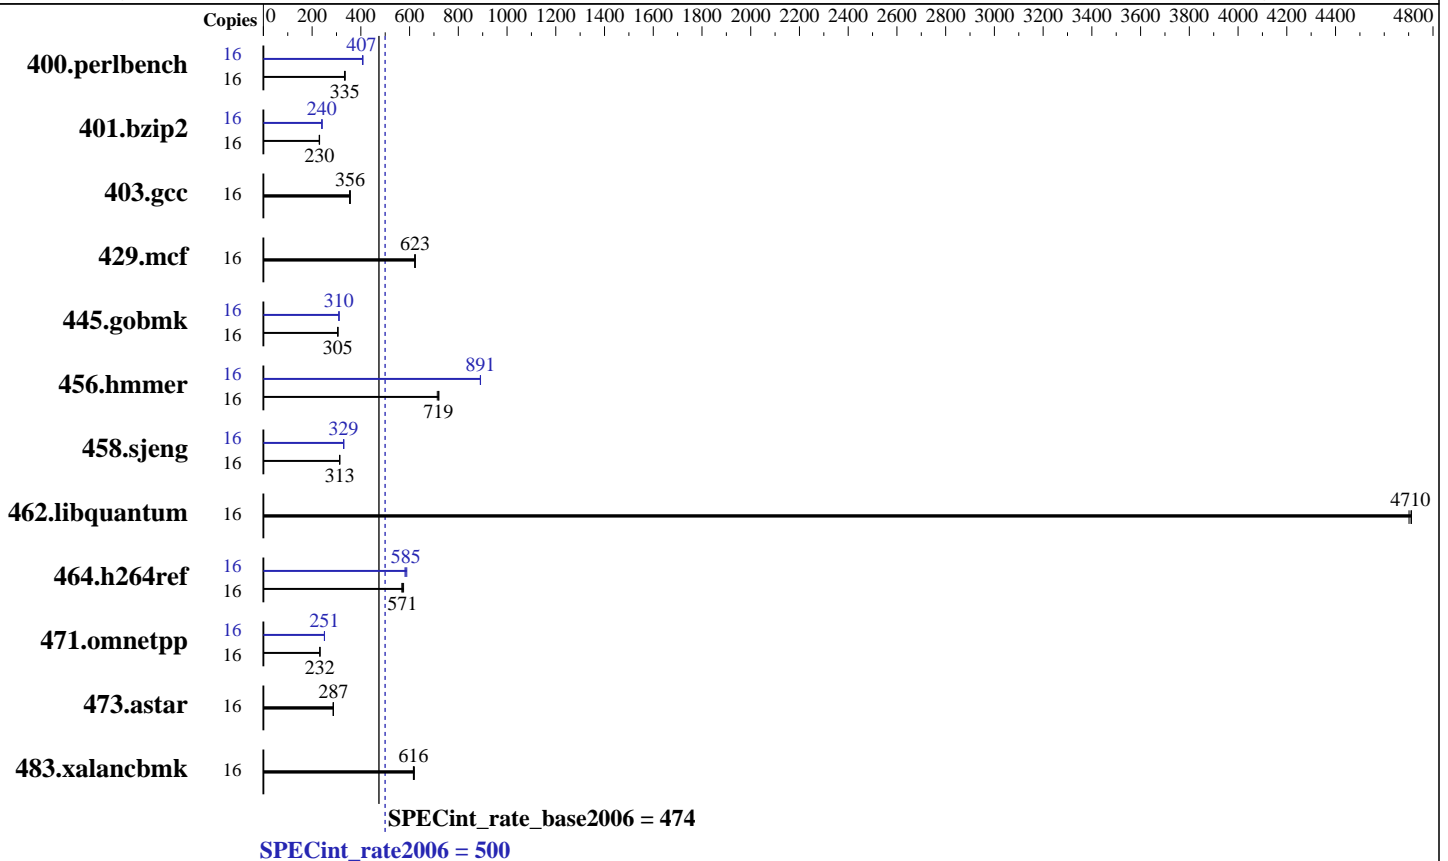 Copies 0 200 400 600 800 1000 1200 1400 1600 1800 2000 2200 2400 2600 2800 3000 3200 3400 3600 3800 4000 4200 4400 4800
400.perlbench 16 407
16 335
401.bzip2 16 240
16 230
403.gcc 16 356
429.mcf 16 623
445.gobmk 16 310
16 305
456.hmmer 16 891
16 719
458.sjeng 16 329
16 313
462.libquantum 16 4710
464.h264ref 16 585
16 571
471.omnetpp 16 251
16 232
473.astar 16 287
483.xalancbmk 16 616
SPECint_rate_base2006 = 474
SPECint_rate2006 = 500